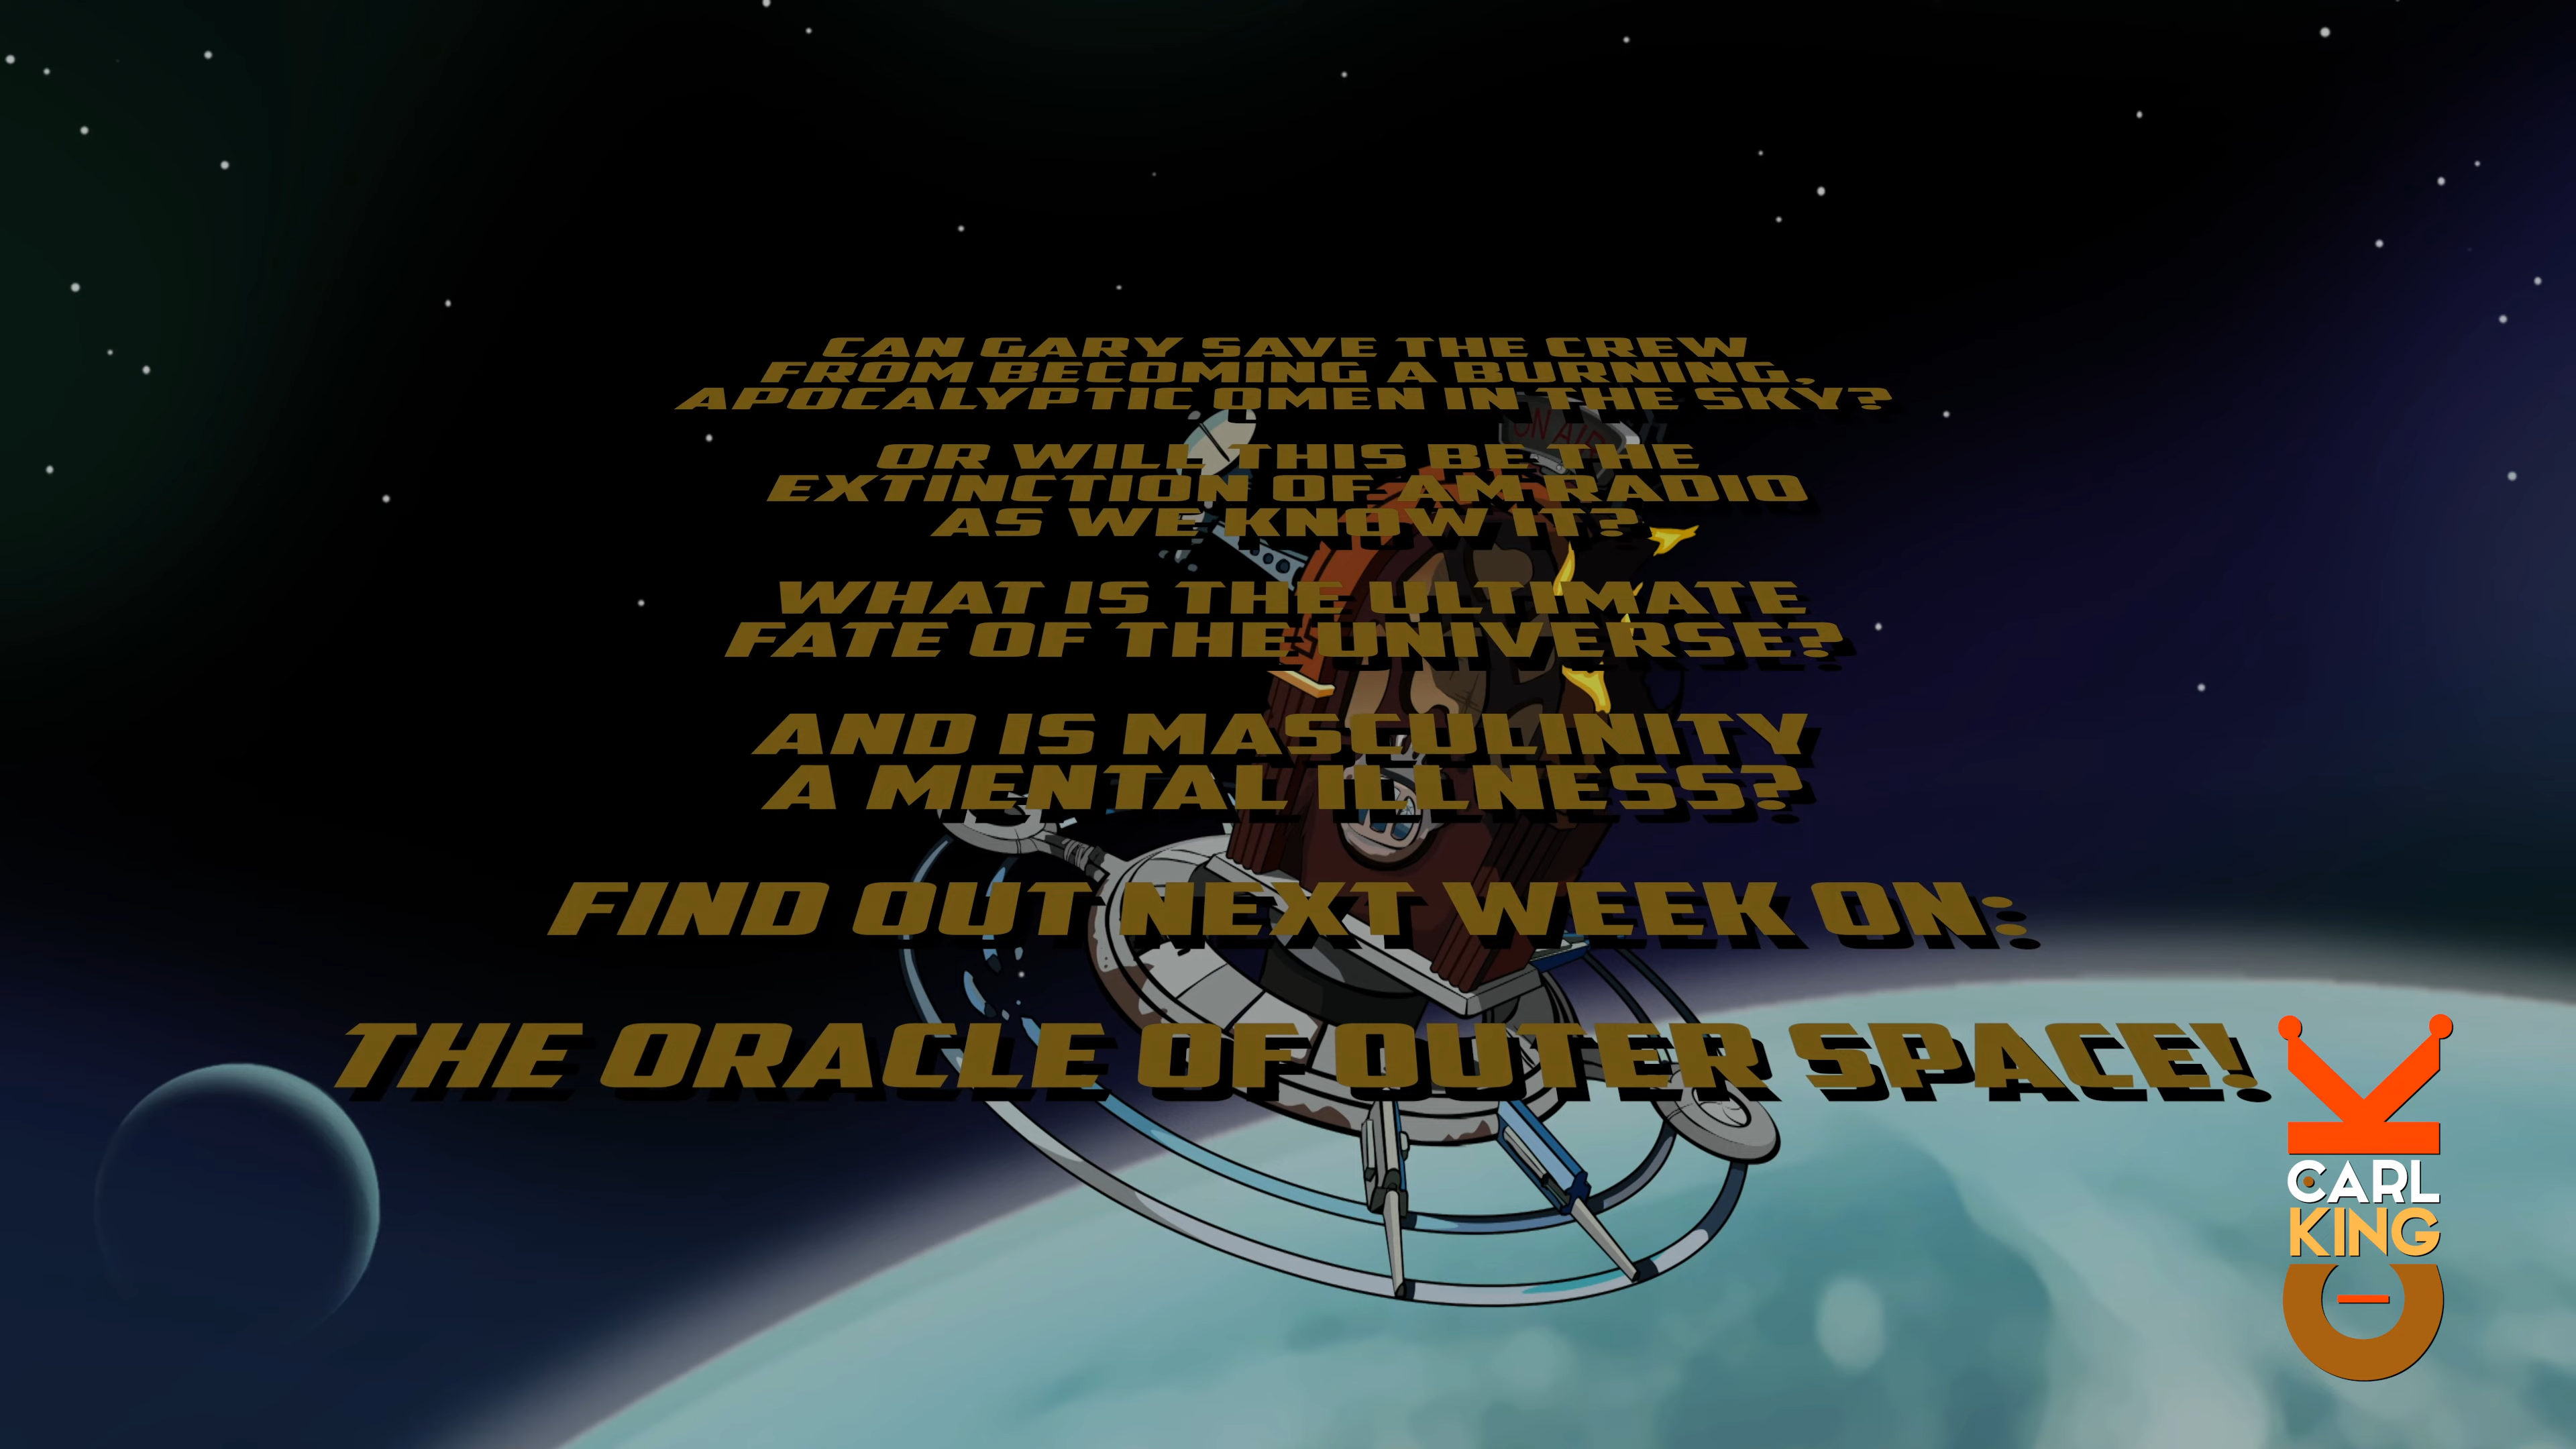 CAN GARY SAVE THE CREW
FROM BECOMING A BURNING,
APOCALYPTIC OMEN IN THE SKY?
ON AIR
OR WILL THIS BE THE
EXTINCTION OF AM RADIO
AS WE KNOW IT?
WHAT IS THE ULTIMATE
FATE OF THE UNIVERSE?
AND IS MASCULINITY
A MENTAL ILLNESS?
FIND OUT NEXT WEEK ON:
THE ORACLE OF OUTER SPACE!
K
CARL
KING
C